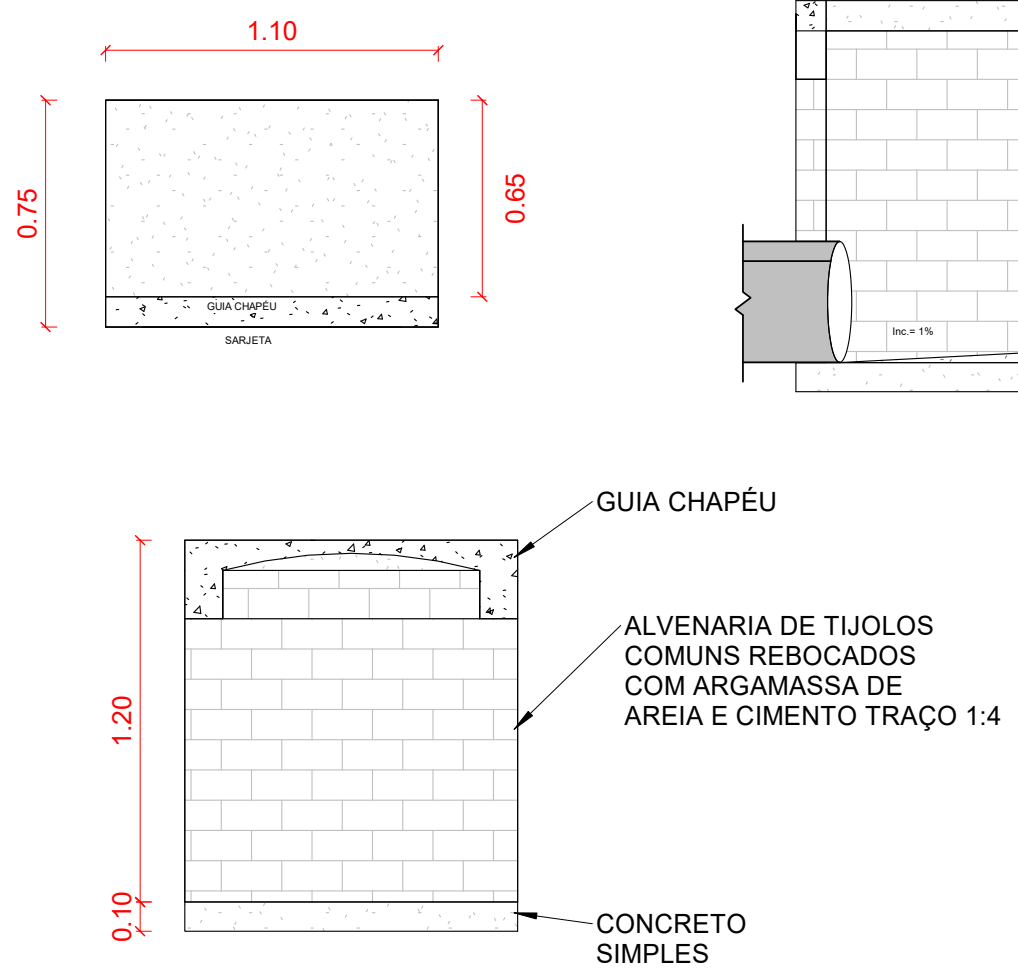 1.10
0.75
0.65
GUIA CHAPÉU
SARJETA
Inc.= 1%
GUIA CHAPÉU
ALVENARIA DE TIJOLOS
COMUNS REBOCADOS
COM ARGAMASSA DE
AREIA E CIMENTO TRAÇO 1:4
1.20
0.10
CONCRETO
SIMPLES